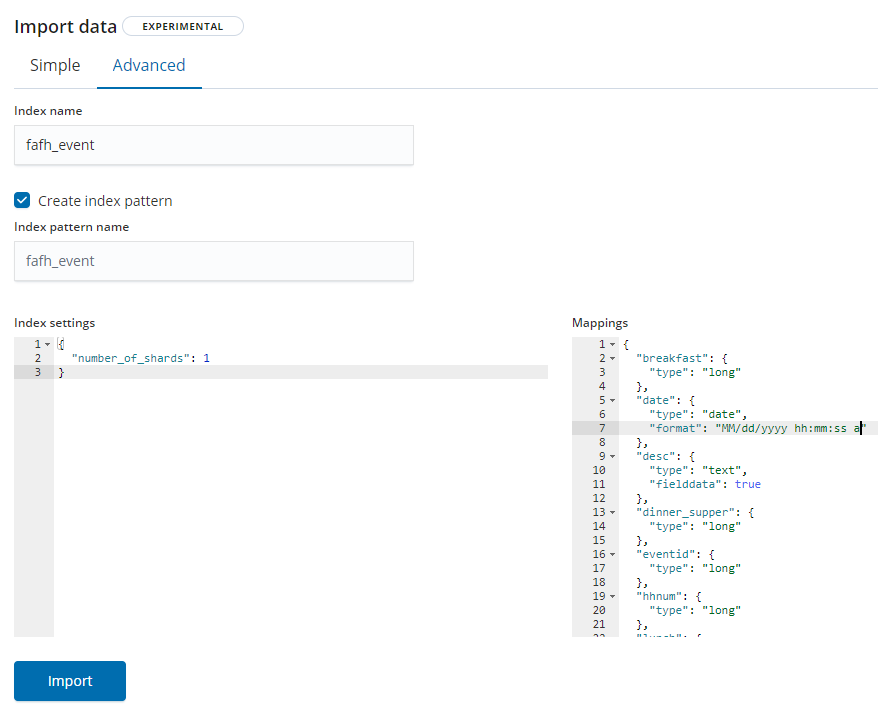 Import data EXPERIMENTAL
Simple Advanced
Index name
fafh_event
Create index pattern
Index pattern name
fafh_event
Index settings
1 {
2 "number_of_shards": 1
3 }
Mappings
1 {
2 "breakfast": {
3 "type": "long"
4 },
5 "date": {
6 "type": "date",
7 "format": "MM/dd/yyyy hh:mm:ss a"
8 },
9 "desc": {
10 "type": "text",
11 "fielddata": true
12 },
13 "dinner_supper": {
14 "type": "long"
15 },
16 "eventid": {
17 "type": "long"
18 },
19 "hhnum": {
20 "type": "long"
21 },
22 "lunch": {
Import